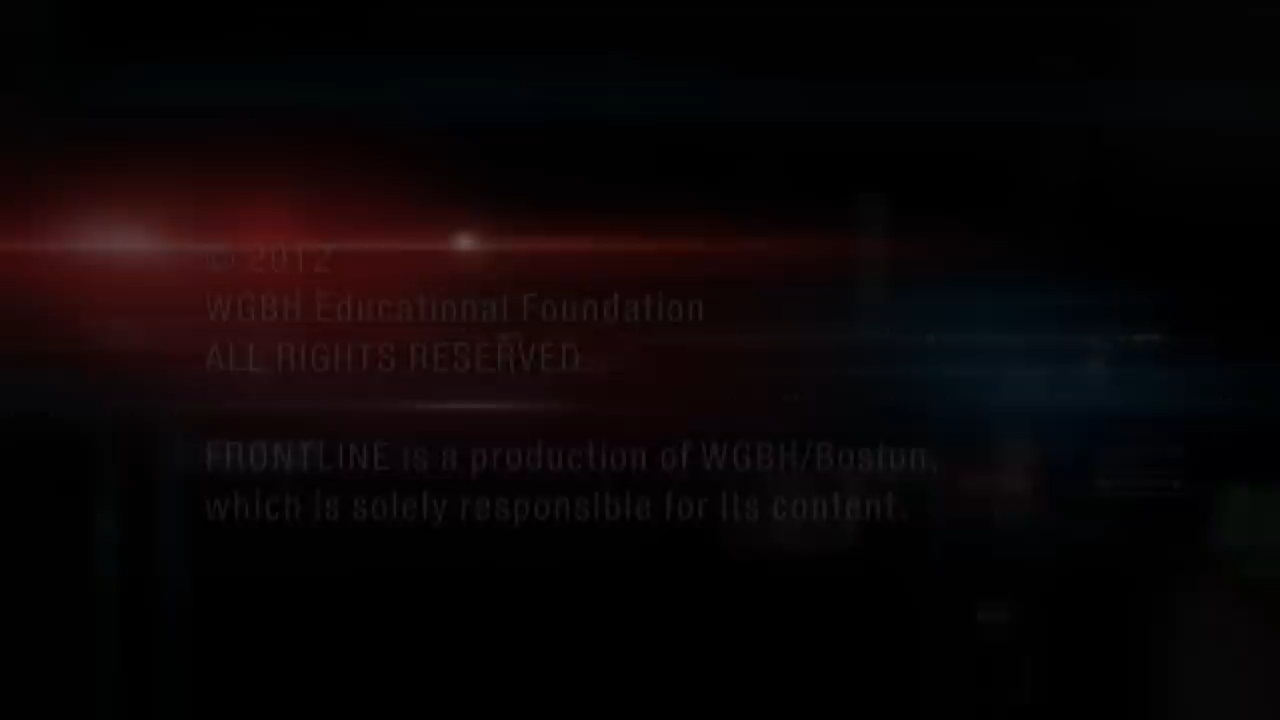 © 2012
WGBH Educational Foundation
ALL RIGHTS RESERVED
FRONTLINE is a production of WGBH/Boston,
which is solely responsible for its content.